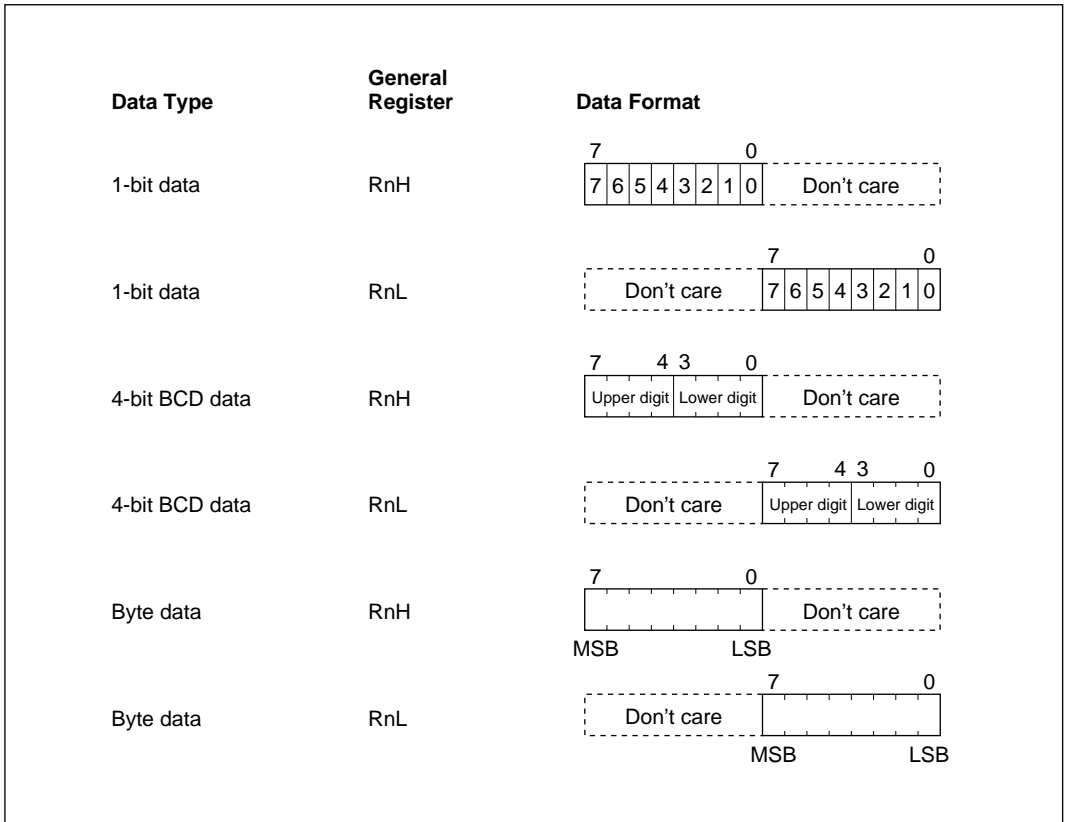 General
Data Type Register Data Format
7 0
1-bit data RnH 7 6 5 4 3 2 1 0 Don't care
7 0
1-bit data RnL Don't care 7 6 5 4 3 2 1 0
7 4 3 0
4-bit BCD data RnH Upper digit Lower digit Don't care
7 4 3 0
4-bit BCD data RnL Don't care Upper digit Lower digit
7 0
Byte data RnH Don't care
MSB LSB
7 0
Byte data RnL Don't care
MSB LSB